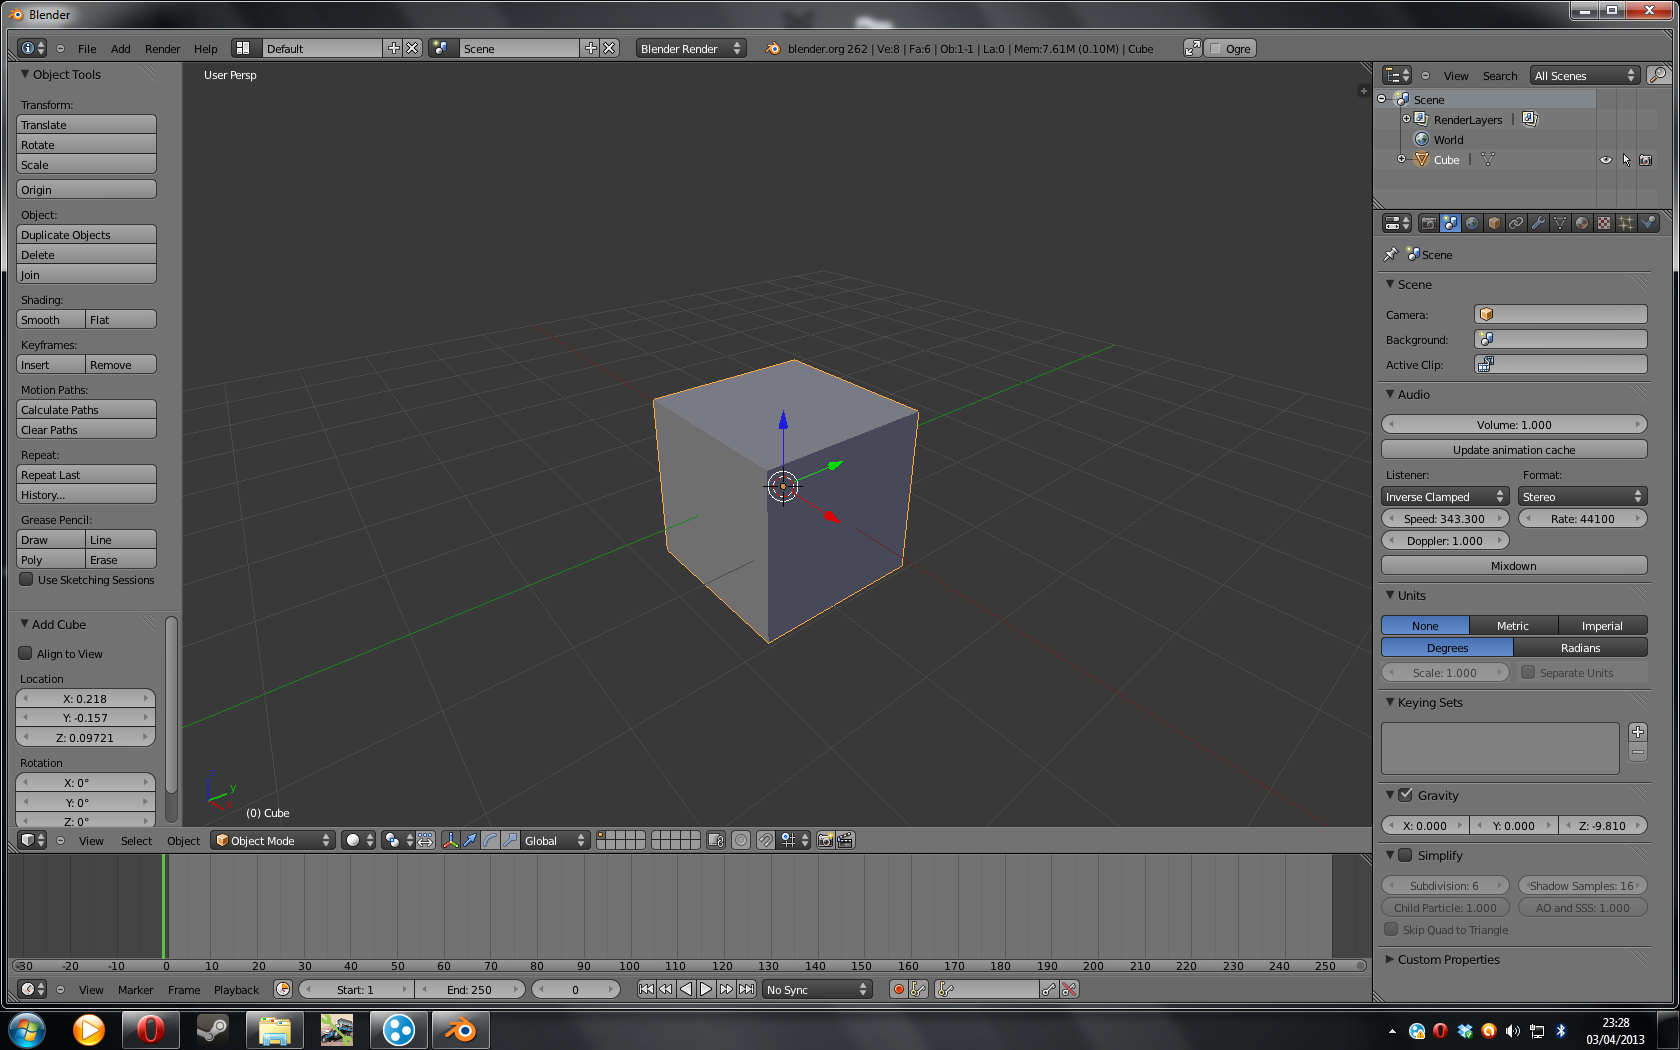 Blender
File Add Render Help Default Scene Blender Render blender.org 262 | Ve:8 | Fa:6 | Ob:1-1 | La:0 | Mem:7.61M (0.10M) | Cube Ogre
Object Tools
Transform:
Translate
Rotate
Scale
Origin
Object:
Duplicate Objects
Delete
Join
Shading:
Smooth Flat
Keyframes:
Insert Remove
Motion Paths:
Calculate Paths
Clear Paths
Repeat:
Repeat Last
History...
Grease Pencil:
Draw Line
Poly Erase
Use Sketching Sessions
Add Cube
Align to View
Location
X: 0.218
Y: -0.157
Z: 0.09721
Rotation
X: 0°
Y: 0°
Z: 0°
User Persp
z
y
x
(0) Cube
View Select Object Object Mode Global
-30 -20 -10 0 10 20 30 40 50 60 70 80 90 100 110 120 130 140 150 160 170 180 190 200 210 220 230 240 250
View Marker Frame Playback Start: 1 End: 250 0 No Sync
View Search All Scenes
Scene
RenderLayers |
World
Cube |
Scene
Scene
Camera:
Background:
Active Clip:
Audio
Volume: 1.000
Update animation cache
Listener: Format:
Inverse Clamped Stereo
Speed: 343.300 Rate: 44100
Doppler: 1.000
Mixdown
Units
None Metric Imperial
Degrees Radians
Scale: 1.000 Separate Units
Keying Sets
Gravity
X: 0.000 Y: 0.000 Z: -9.810
Simplify
Subdivision: 6 Shadow Samples: 16
Child Particle: 1.000 AO and SSS: 1.000
Skip Quad to Triangle
Custom Properties
23:28
03/04/2013